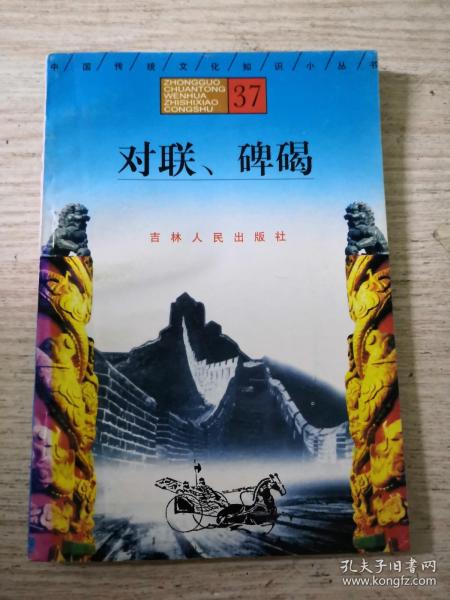 中国传统文化知识小丛书
ZHONGGUO
CHUANTONG
WENHUA
ZHISHIXIAO
CONGSHU
37
对联、碑碣
吉林人民出版社
孔夫子旧书网
www.kongfz.com